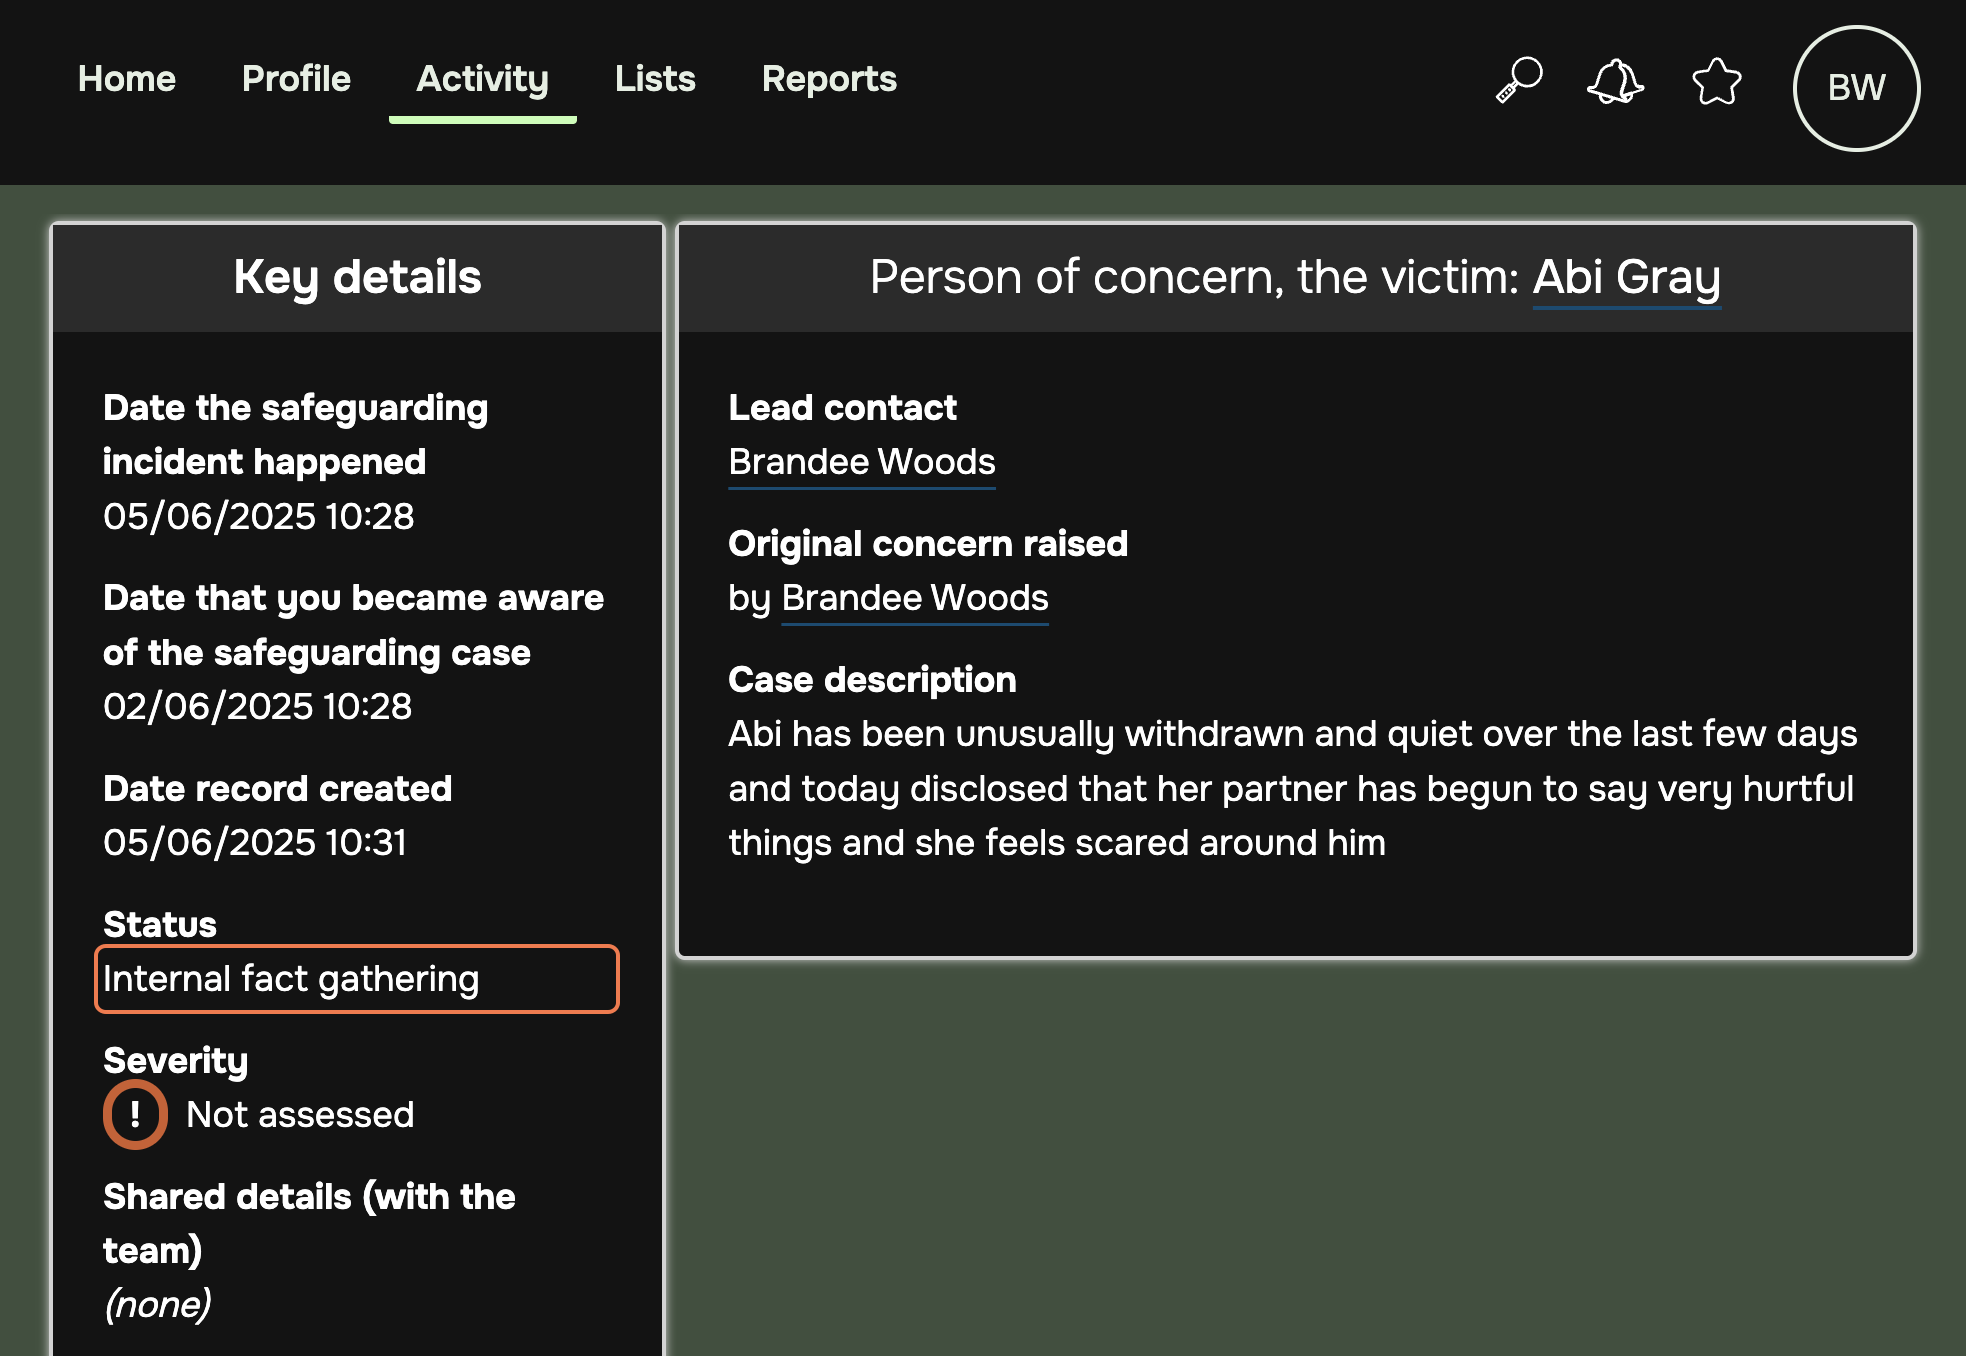 Home Profile Activity Lists Reports BW
Key details
Date the safeguarding
incident happened
05/06/2025 10:28
Date that you became aware
of the safeguarding case
02/06/2025 10:28
Date record created
05/06/2025 10:31
Status
Internal fact gathering
Severity
! Not assessed
Shared details (with the
team)
(none)
Person of concern, the victim: Abi Gray
Lead contact
Brandee Woods
Original concern raised
by Brandee Woods
Case description
Abi has been unusually withdrawn and quiet over the last few days
and today disclosed that her partner has begun to say very hurtful
things and she feels scared around him